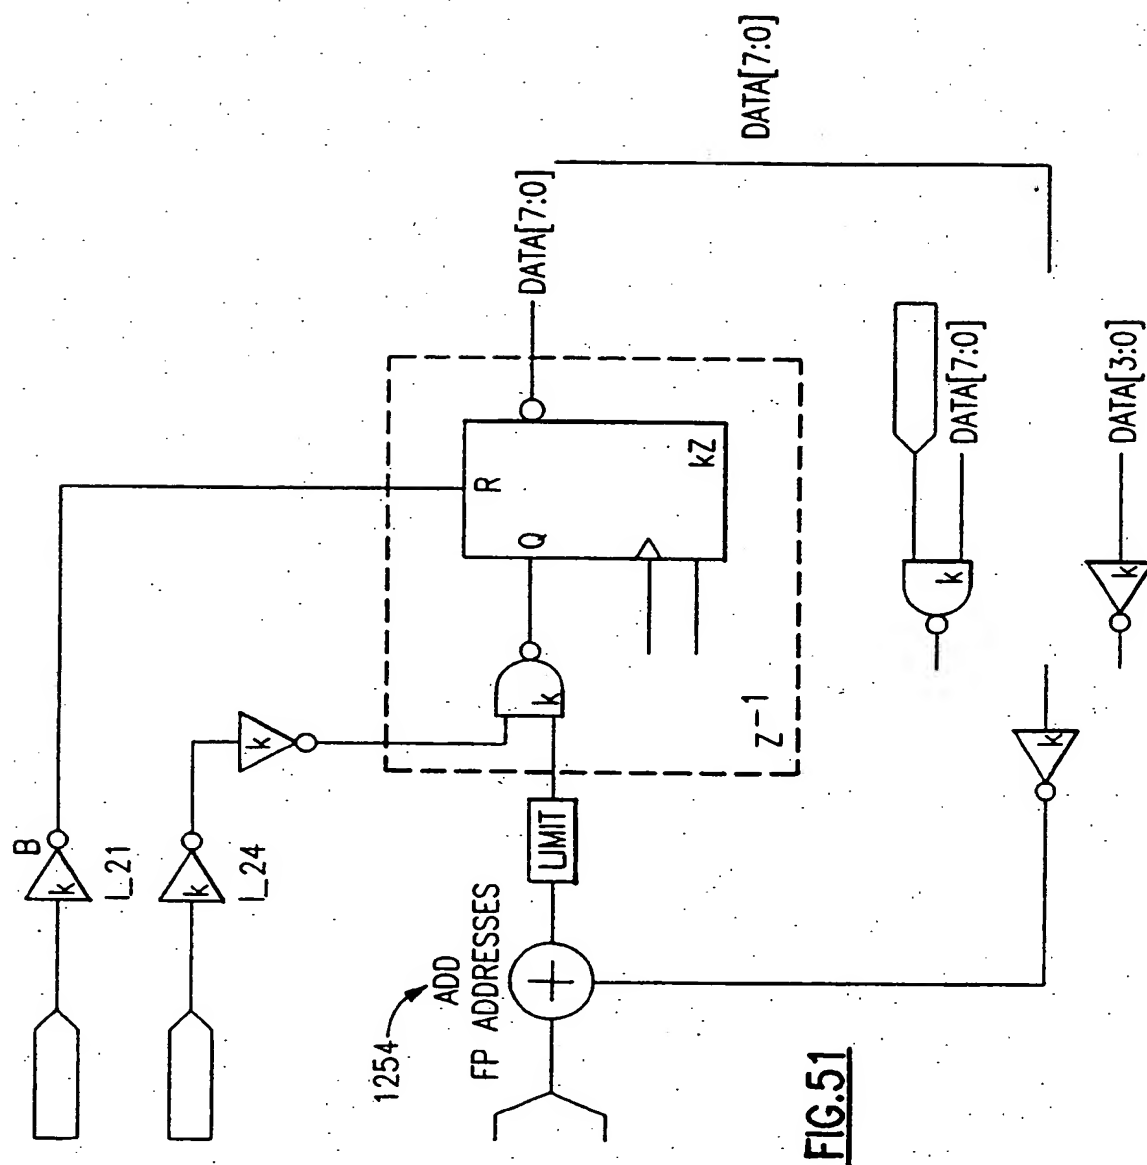 DATA[7:0]
DATA[7:0]
B
k
I_21
k
I_24
k
R
Q
kZ
k
Z-1
LIMIT
1254
ADD
FP ADDRESSES
+
DATA[7:0]
k
DATA[3:0]
k
k
FIG.51